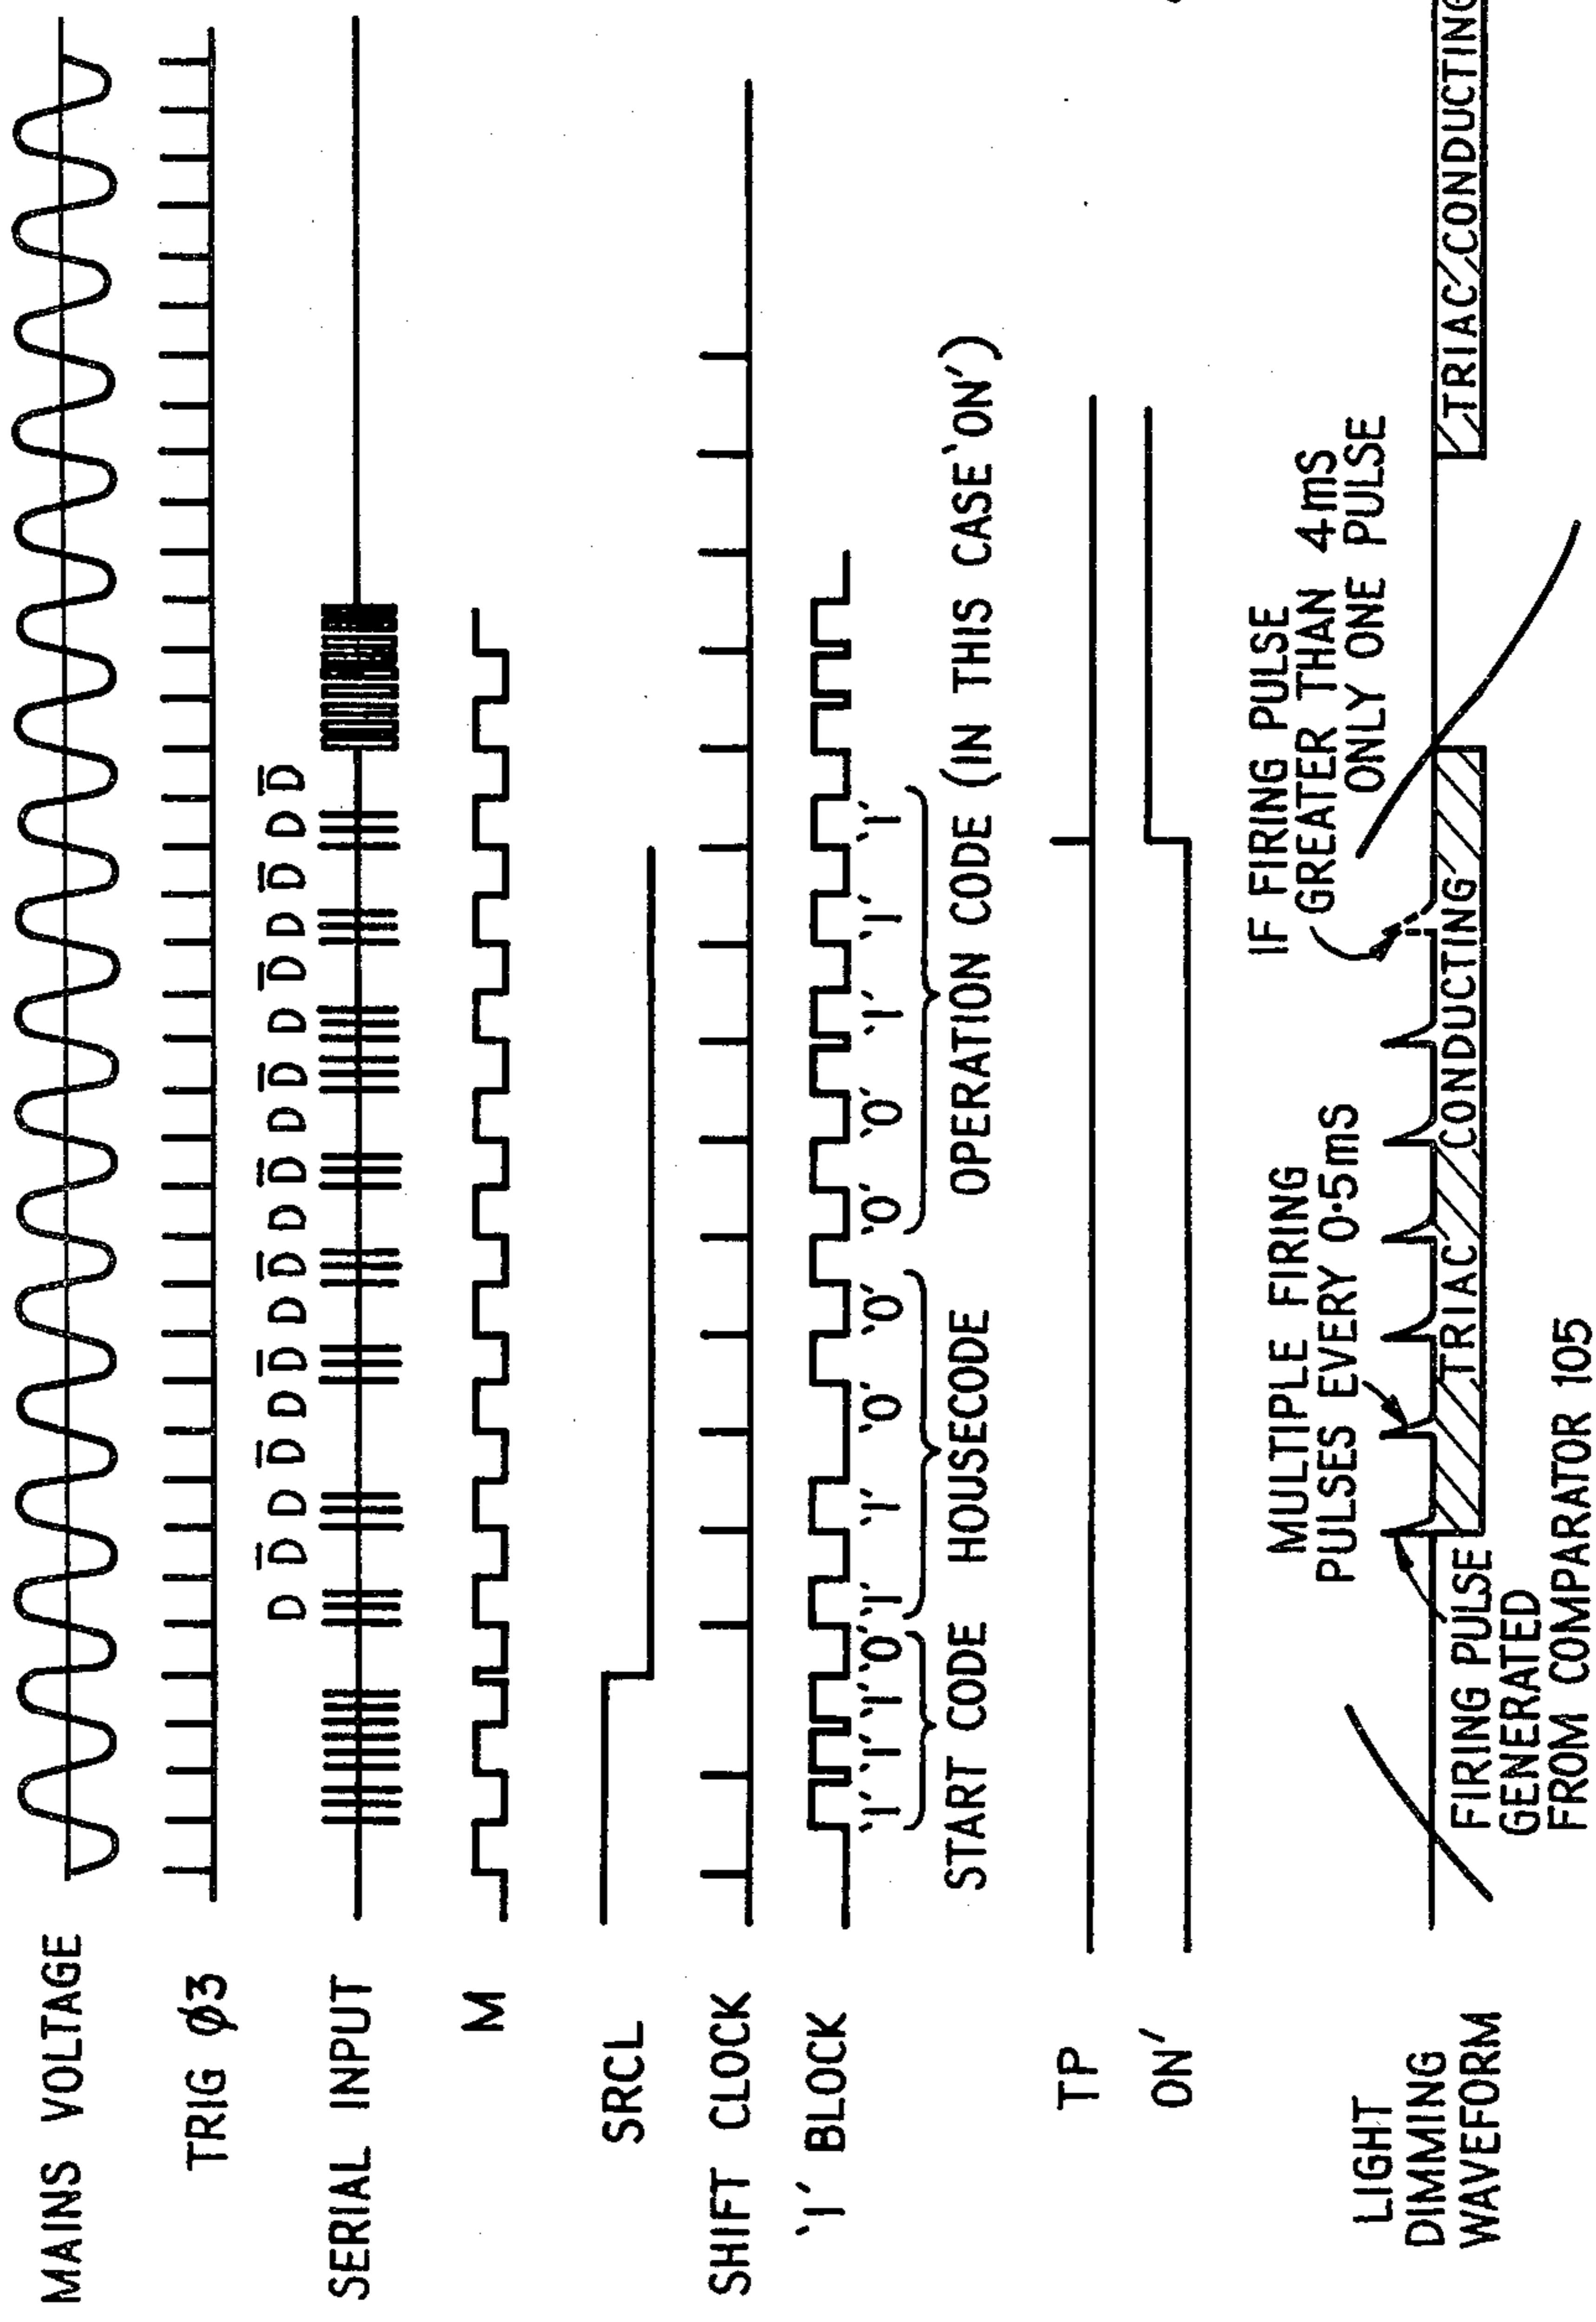 MAINS VOLTAGE
TRIG ø3
D D̄ D D̄ D D̄ D D̄ D D̄ D D̄ D D̄ D D̄ D D̄
SERIAL INPUT
M
SRCL
SHIFT CLOCK
'1' BLOCK
'1' '1' '1' '0' '1' '1' '0' '0' '0' '0' '1' '1' '1'
START CODE HOUSECODE OPERATION CODE (IN THIS CASE 'ON')
TP
ON'
MULTIPLE FIRING
PULSES EVERY 0·5mS
IF FIRING PULSE
GREATER THAN 4mS
ONLY ONE PULSE
LIGHT
DIMMING
WAVEFORM
TRIAC CONDUCTING
TRIAC CONDUCTING
FIRING PULSE
GENERATED
FROM COMPARATOR 105